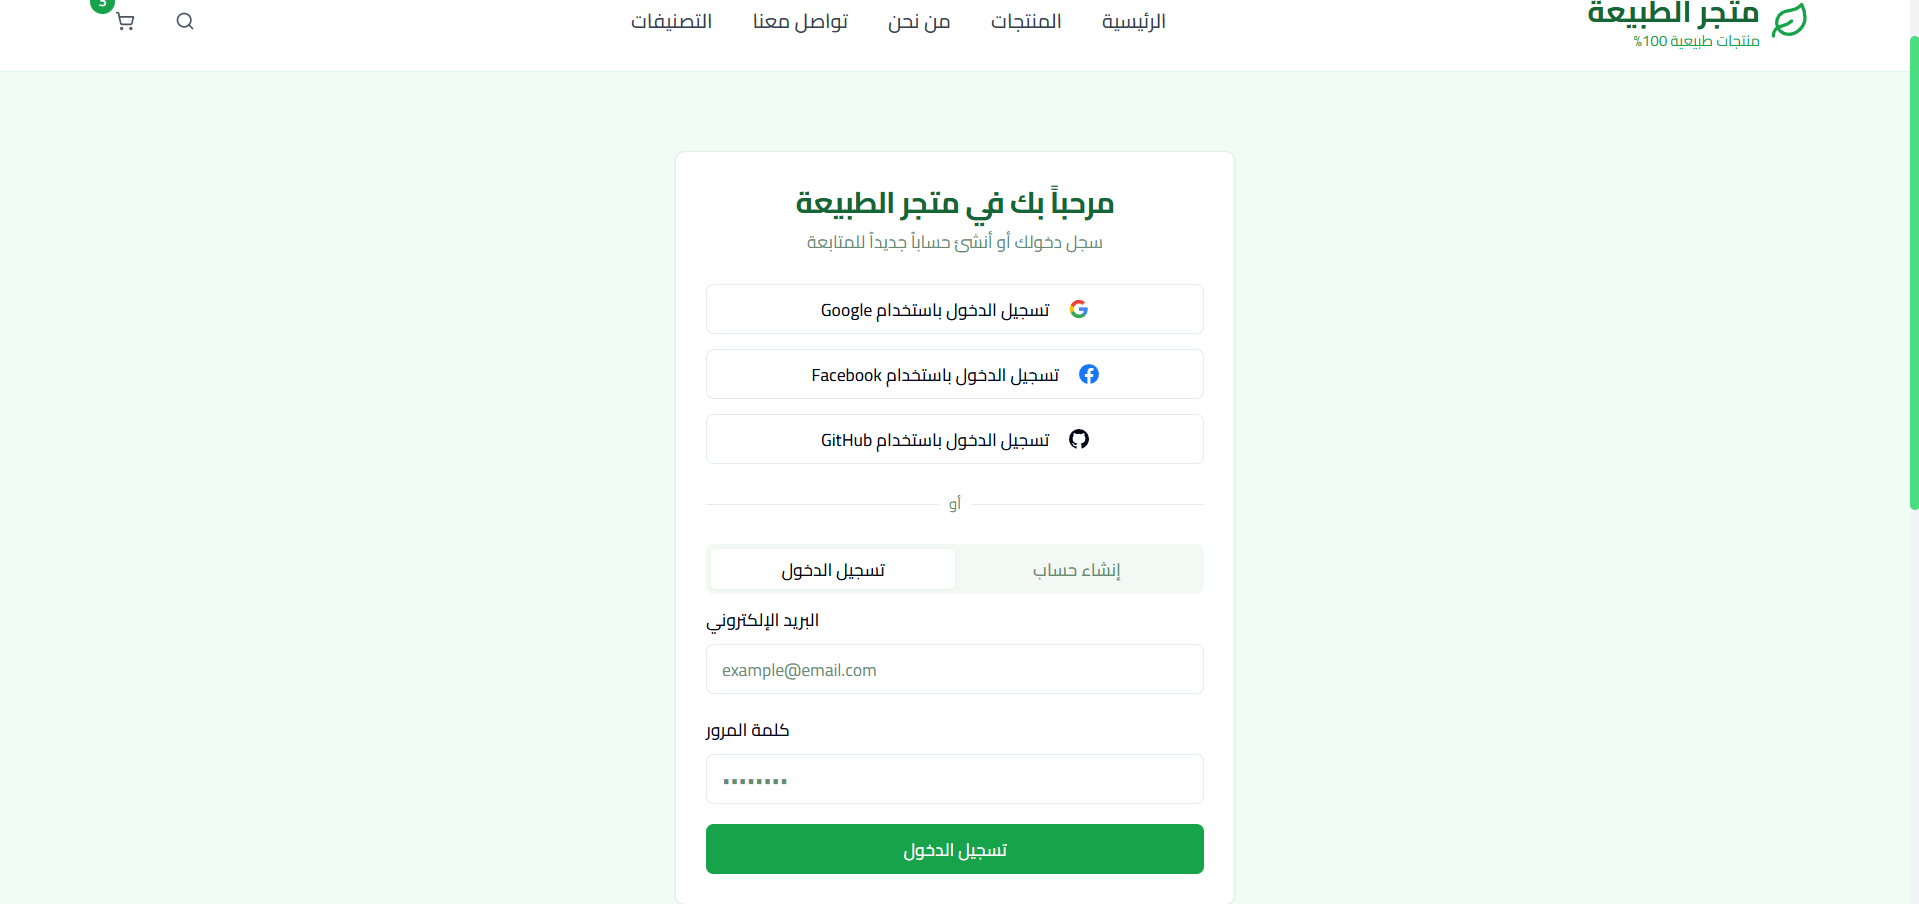 متجر الطبيعة
منتجات طبيعية 100%
الرئيسية
المنتجات
من نحن
تواصل معنا
التصنيفات
3
مرحباً بك في متجر الطبيعة
سجل دخولك أو أنشئ حساباً جديداً للمتابعة
تسجيل الدخول باستخدام Google
تسجيل الدخول باستخدام Facebook
تسجيل الدخول باستخدام GitHub
أو
إنشاء حساب
تسجيل الدخول
البريد الإلكتروني
example@email.com
كلمة المرور
تسجيل الدخول